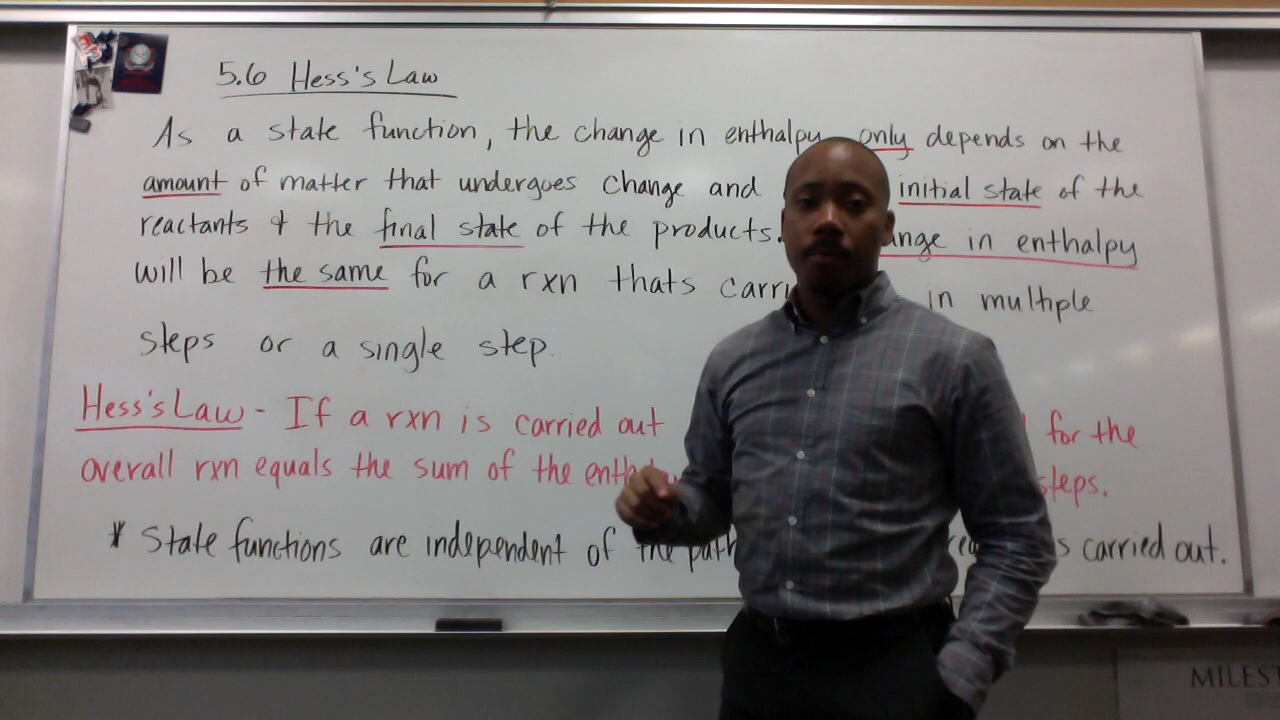 5.6 Hess's Law
As a state function, the change in enthalpy only depends on the
amount of matter that undergoes change and initial state of the
reactants & the final state of the products. in enthalpy
will be the same for a rxn thats in multiple
steps or a single step.
Hess's Law - If a rxn is carried out for the
overall rxn equals the sum of the steps.
* State functions are independent of the path carried out.
MILEST